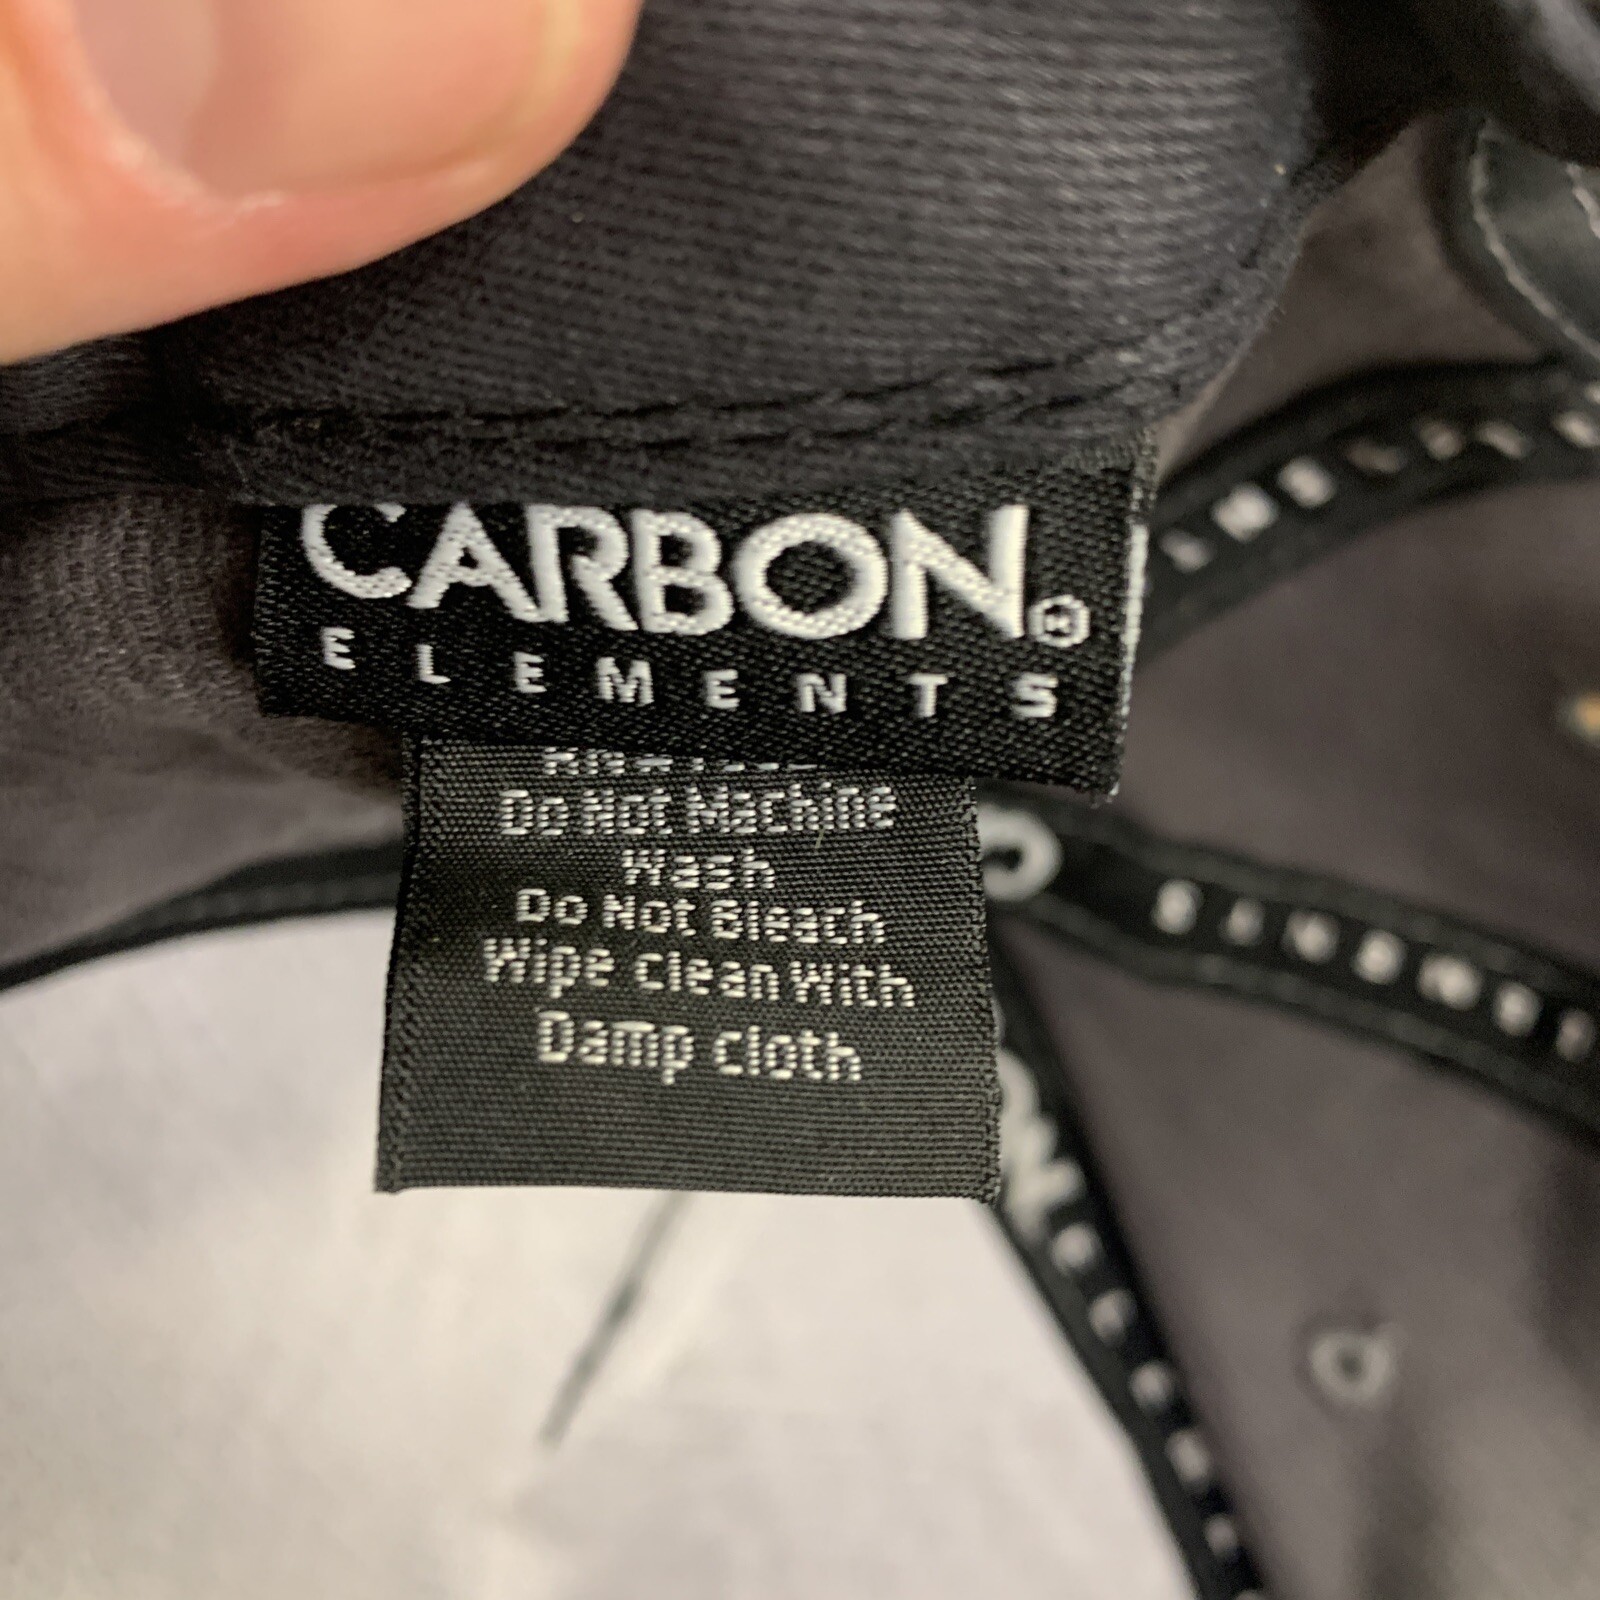 CARBON®
ELEMENTS
Do Not Machine
Wash
Do Not Bleach
Wipe clean With
Damp cloth